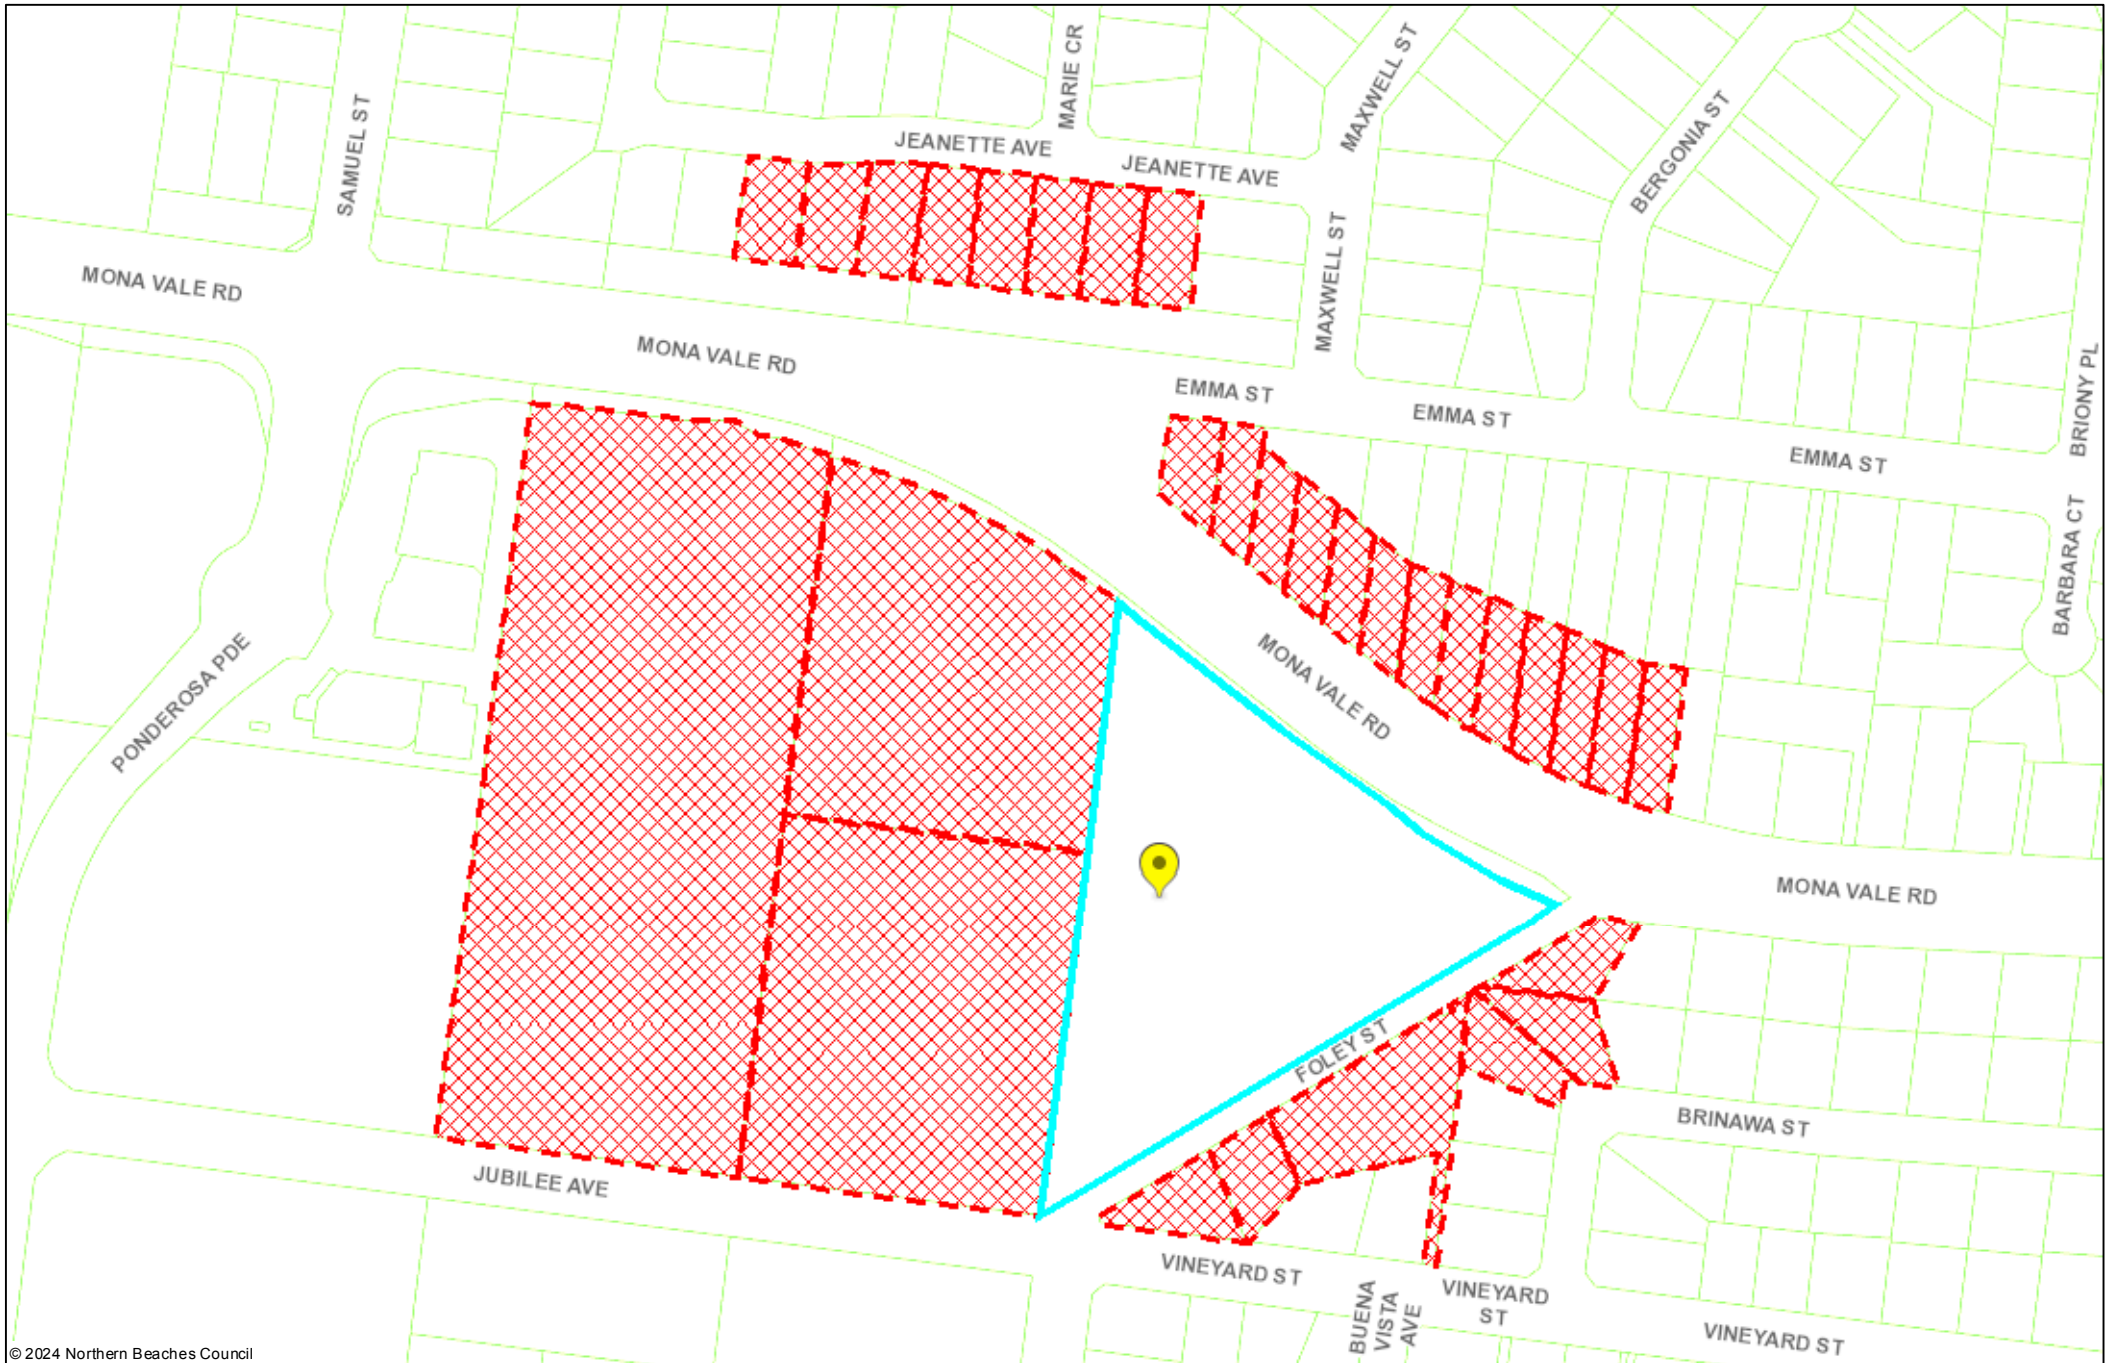 MARIE CR
MAXWELL ST
SAMUEL ST
JEANETTE AVE
JEANETTE AVE
BERGONIA ST
MONA VALE RD
MAXWELL ST
MONA VALE RD
EMMA ST
EMMA ST
EMMA ST
BRIONY PL
BARBARA CT
PONDEROSA PDE
MONA VALE RD
MONA VALE RD
FOLEY ST
BRINAWA ST
JUBILEE AVE
VINEYARD ST
BUENA
VISTA
AVE
VINEYARD
ST
VINEYARD ST
© 2024 Northern Beaches Council